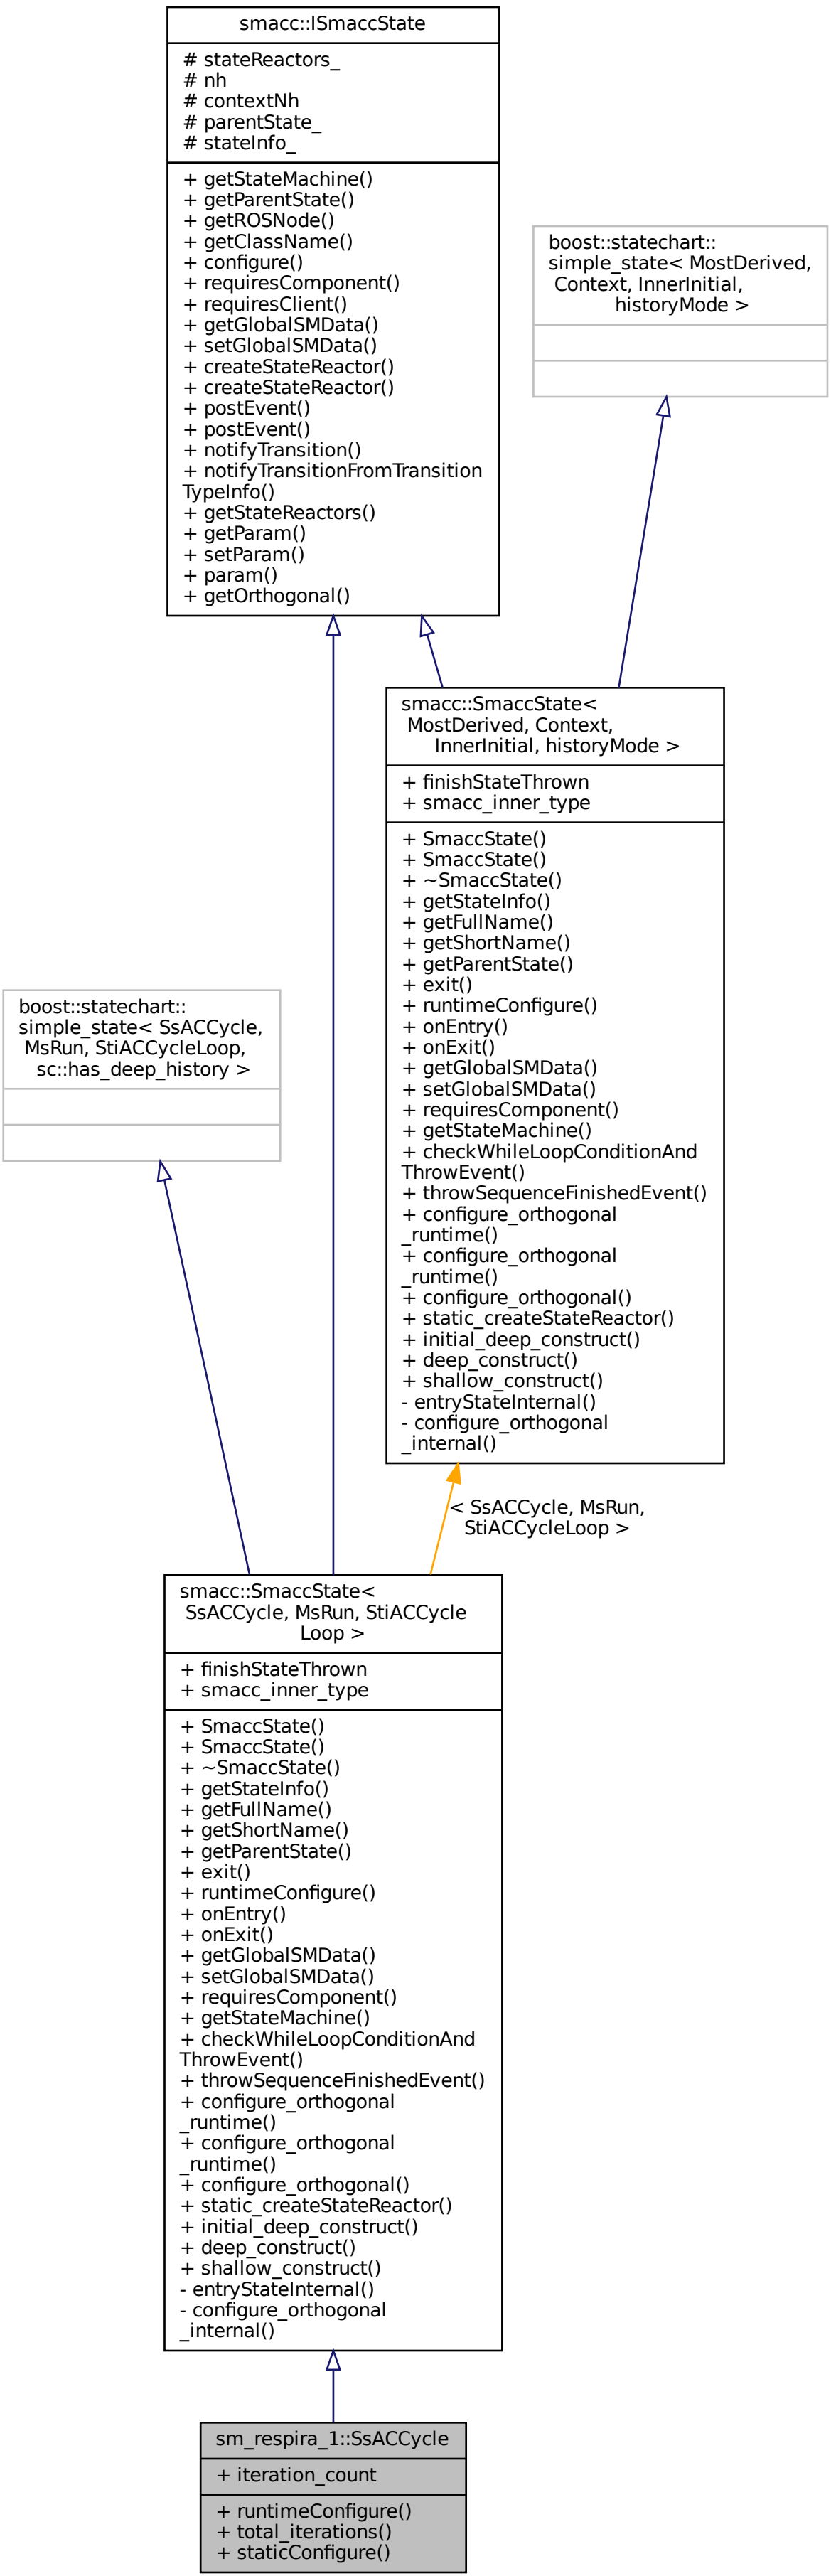 smacc::ISmaccState
# stateReactors_
# nh
# contextNh
# parentState_
# stateInfo_
+ getStateMachine()
+ getParentState()
+ getROSNode()
+ getClassName()
+ configure()
+ requiresComponent()
+ requiresClient()
+ getGlobalSMData()
+ setGlobalSMData()
+ createStateReactor()
+ createStateReactor()
+ postEvent()
+ postEvent()
+ notifyTransition()
+ notifyTransitionFromTransition
TypeInfo()
+ getStateReactors()
+ getParam()
+ setParam()
+ param()
+ getOrthogonal()
boost::statechart::
simple_state< MostDerived,
Context, InnerInitial,
historyMode >
smacc::SmaccState<
MostDerived, Context,
InnerInitial, historyMode >
+ finishStateThrown
+ smacc_inner_type
+ SmaccState()
+ SmaccState()
+ ~SmaccState()
+ getStateInfo()
+ getFullName()
+ getShortName()
+ getParentState()
+ exit()
+ runtimeConfigure()
+ onEntry()
+ onExit()
+ getGlobalSMData()
+ setGlobalSMData()
+ requiresComponent()
+ getStateMachine()
+ checkWhileLoopConditionAnd
ThrowEvent()
+ throwSequenceFinishedEvent()
+ configure_orthogonal
_runtime()
+ configure_orthogonal
_runtime()
+ configure_orthogonal()
+ static_createStateReactor()
+ initial_deep_construct()
+ deep_construct()
+ shallow_construct()
- entryStateInternal()
- configure_orthogonal
_internal()
boost::statechart::
simple_state< SsACCycle,
MsRun, StiACCycleLoop,
sc::has_deep_history >
< SsACCycle, MsRun,
StiACCycleLoop >
smacc::SmaccState<
SsACCycle, MsRun, StiACCycle
Loop >
+ finishStateThrown
+ smacc_inner_type
+ SmaccState()
+ SmaccState()
+ ~SmaccState()
+ getStateInfo()
+ getFullName()
+ getShortName()
+ getParentState()
+ exit()
+ runtimeConfigure()
+ onEntry()
+ onExit()
+ getGlobalSMData()
+ setGlobalSMData()
+ requiresComponent()
+ getStateMachine()
+ checkWhileLoopConditionAnd
ThrowEvent()
+ throwSequenceFinishedEvent()
+ configure_orthogonal
_runtime()
+ configure_orthogonal
_runtime()
+ configure_orthogonal()
+ static_createStateReactor()
+ initial_deep_construct()
+ deep_construct()
+ shallow_construct()
- entryStateInternal()
- configure_orthogonal
_internal()
sm_respira_1::SsACCycle
+ iteration_count
+ runtimeConfigure()
+ total_iterations()
+ staticConfigure()